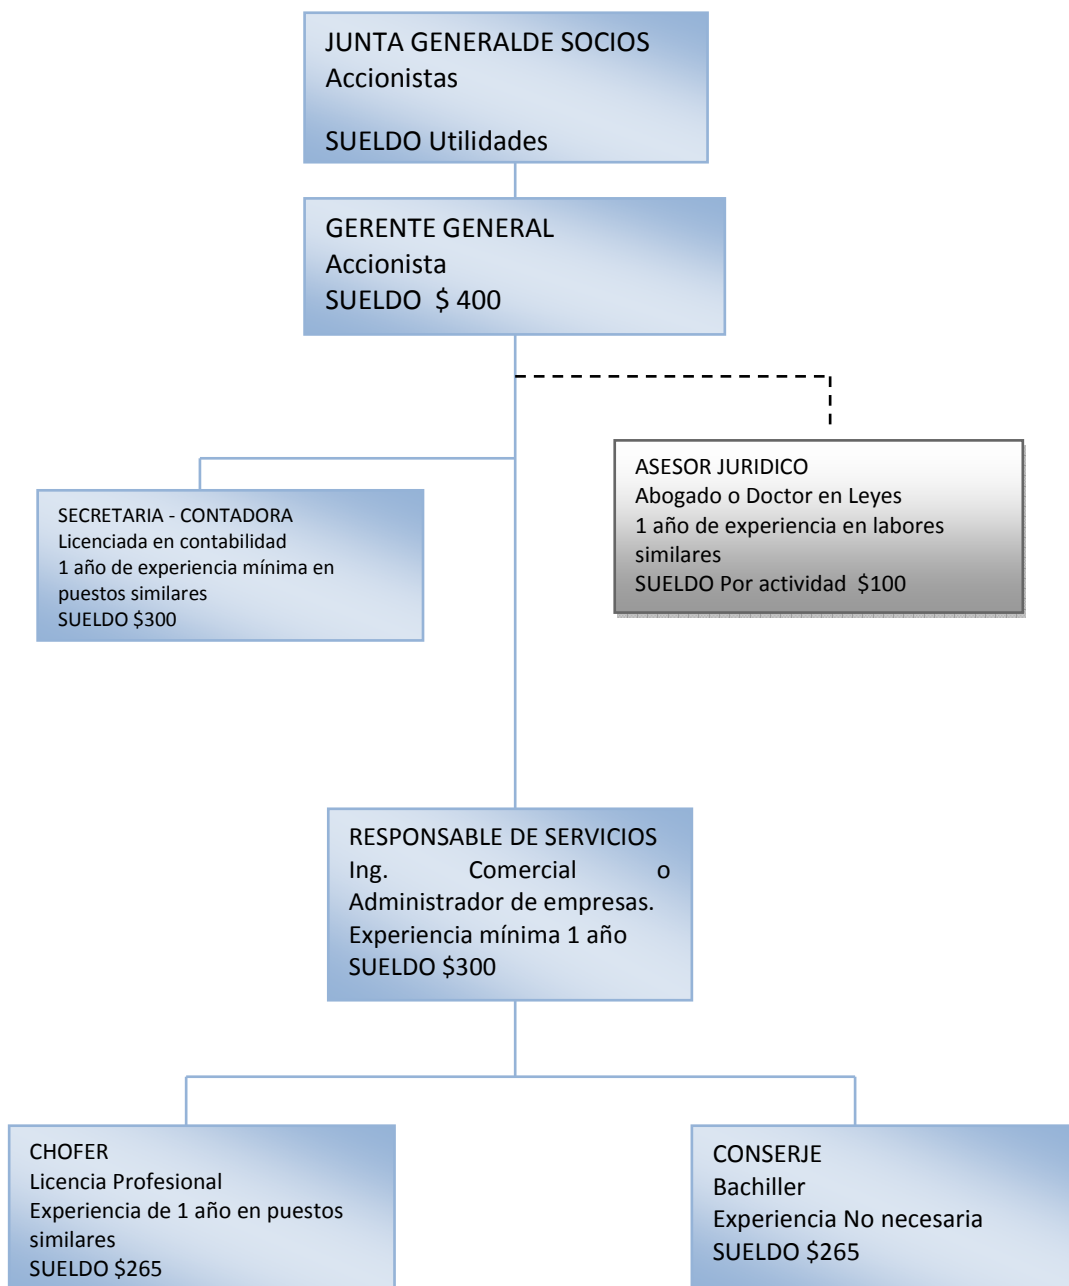 JUNTA GENERALDE SOCIOS
Accionistas
SUELDO Utilidades
GERENTE GENERAL
Accionista
SUELDO $ 400
ASESOR JURIDICO
Abogado o Doctor en Leyes
1 año de experiencia en labores
similares
SUELDO Por actividad $100
SECRETARIA - CONTADORA
Licenciada en contabilidad
1 año de experiencia mínima en
puestos similares
SUELDO $300
RESPONSABLE DE SERVICIOS
Ing. Comercial o
Administrador de empresas.
Experiencia mínima 1 año
SUELDO $300
CHOFER
Licencia Profesional
Experiencia de 1 año en puestos
similares
SUELDO $265
CONSERJE
Bachiller
Experiencia No necesaria
SUELDO $265